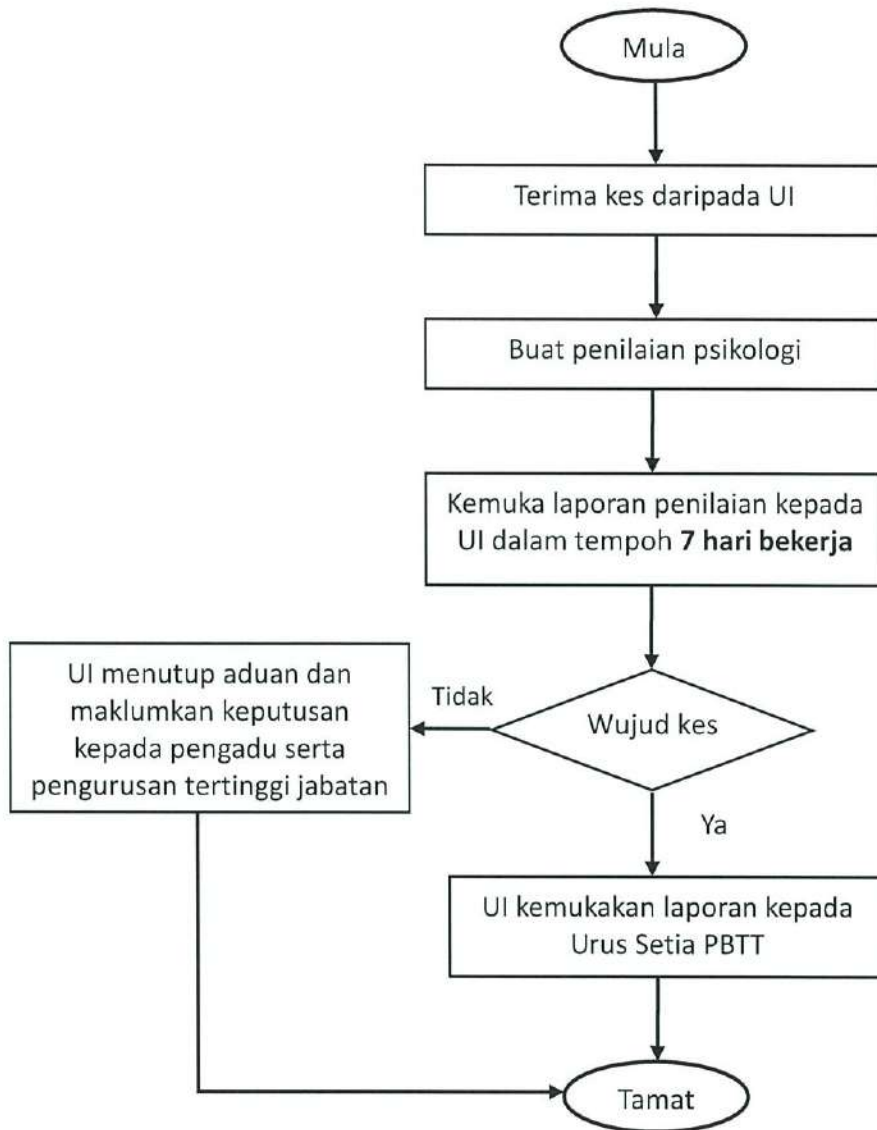 Mula
Terima kes daripada UI
Buat penilaian psikologi
Kemuka laporan penilaian kepada
UI dalam tempoh 7 hari bekerja
UI menutup aduan dan
maklumkan keputusan
kepada pengadu serta
pengurusan tertinggi jabatan
Tidak
Wujud kes
Ya
UI kemukakan laporan kepada
Urus Setia PBTT
Tamat